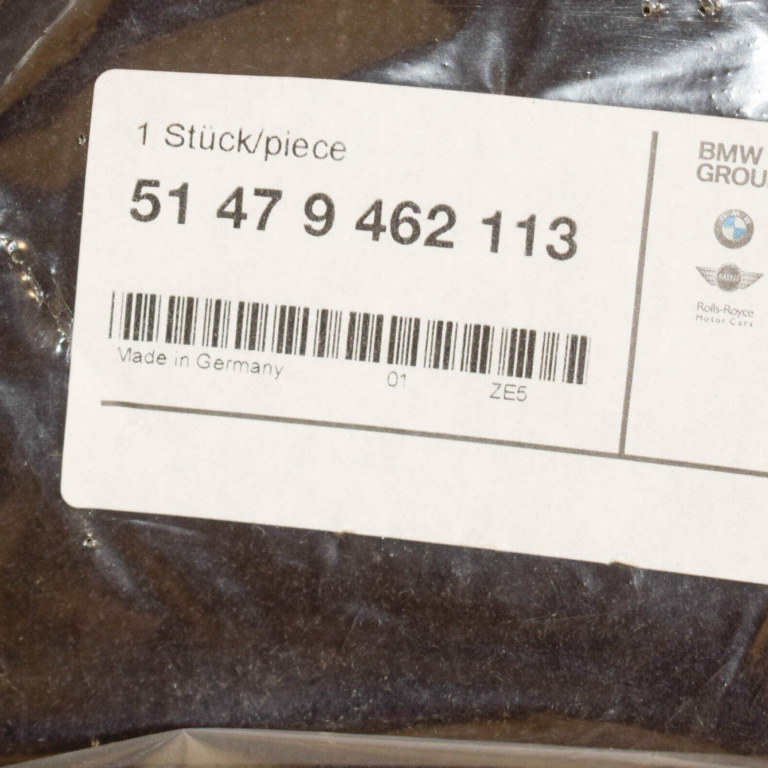 1 Stück/piece
51 47 9 462 113
Made in Germany
01
ZE5
BMW
GROU
MINI
Rolls-Royce
Motor Cars